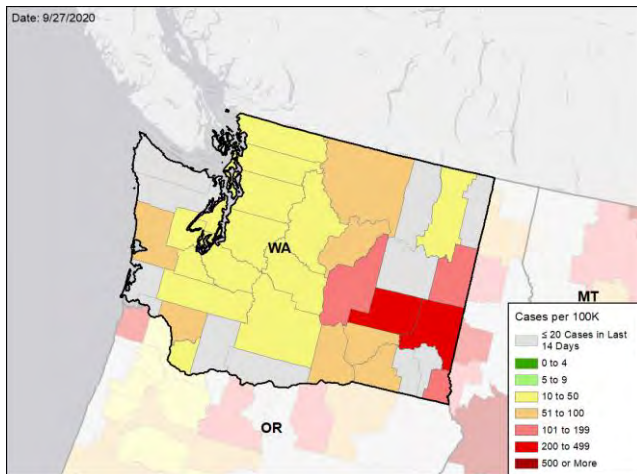 Date: 9/27/2020
WA
MT
OR
Cases per 100K
≤ 20 Cases in Last
14 Days
0 to 4
5 to 9
10 to 50
51 to 100
101 to 199
200 to 499
500 or More